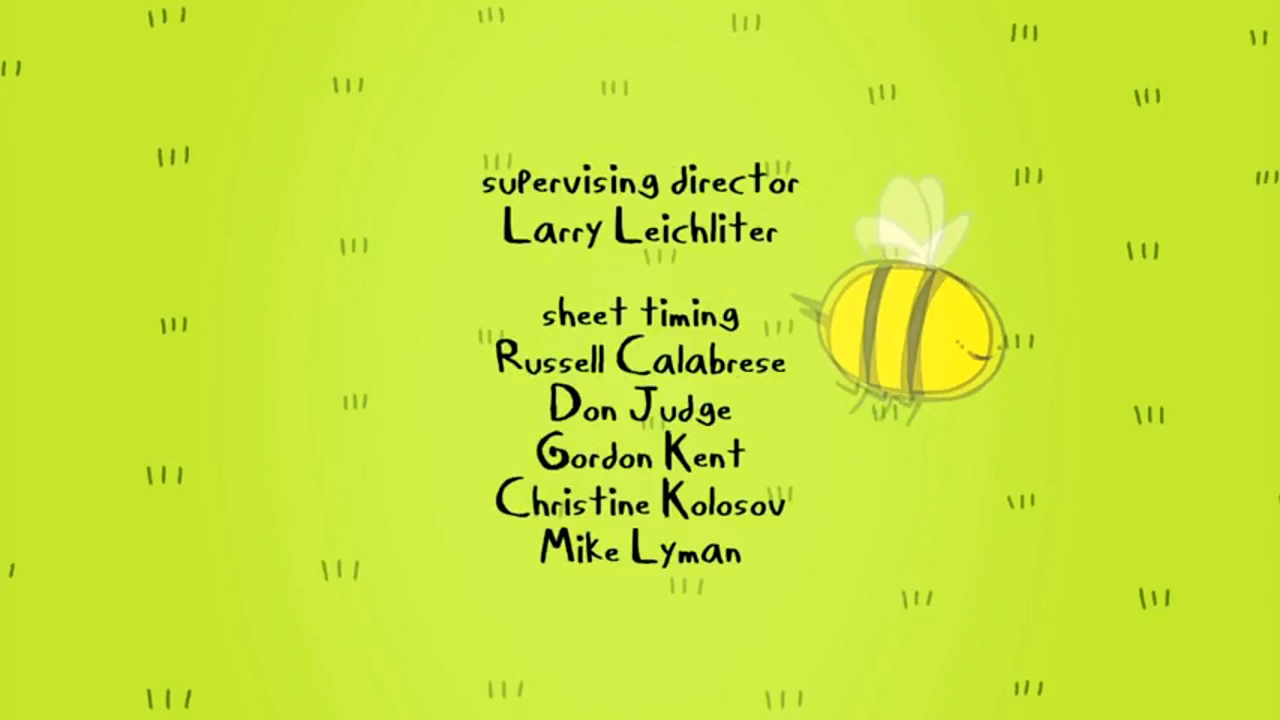 supervising director
Larry Leichliter
sheet timing
Russell Calabrese
Don Judge
Gordon Kent
Christine Kolosov
Mike Lyman